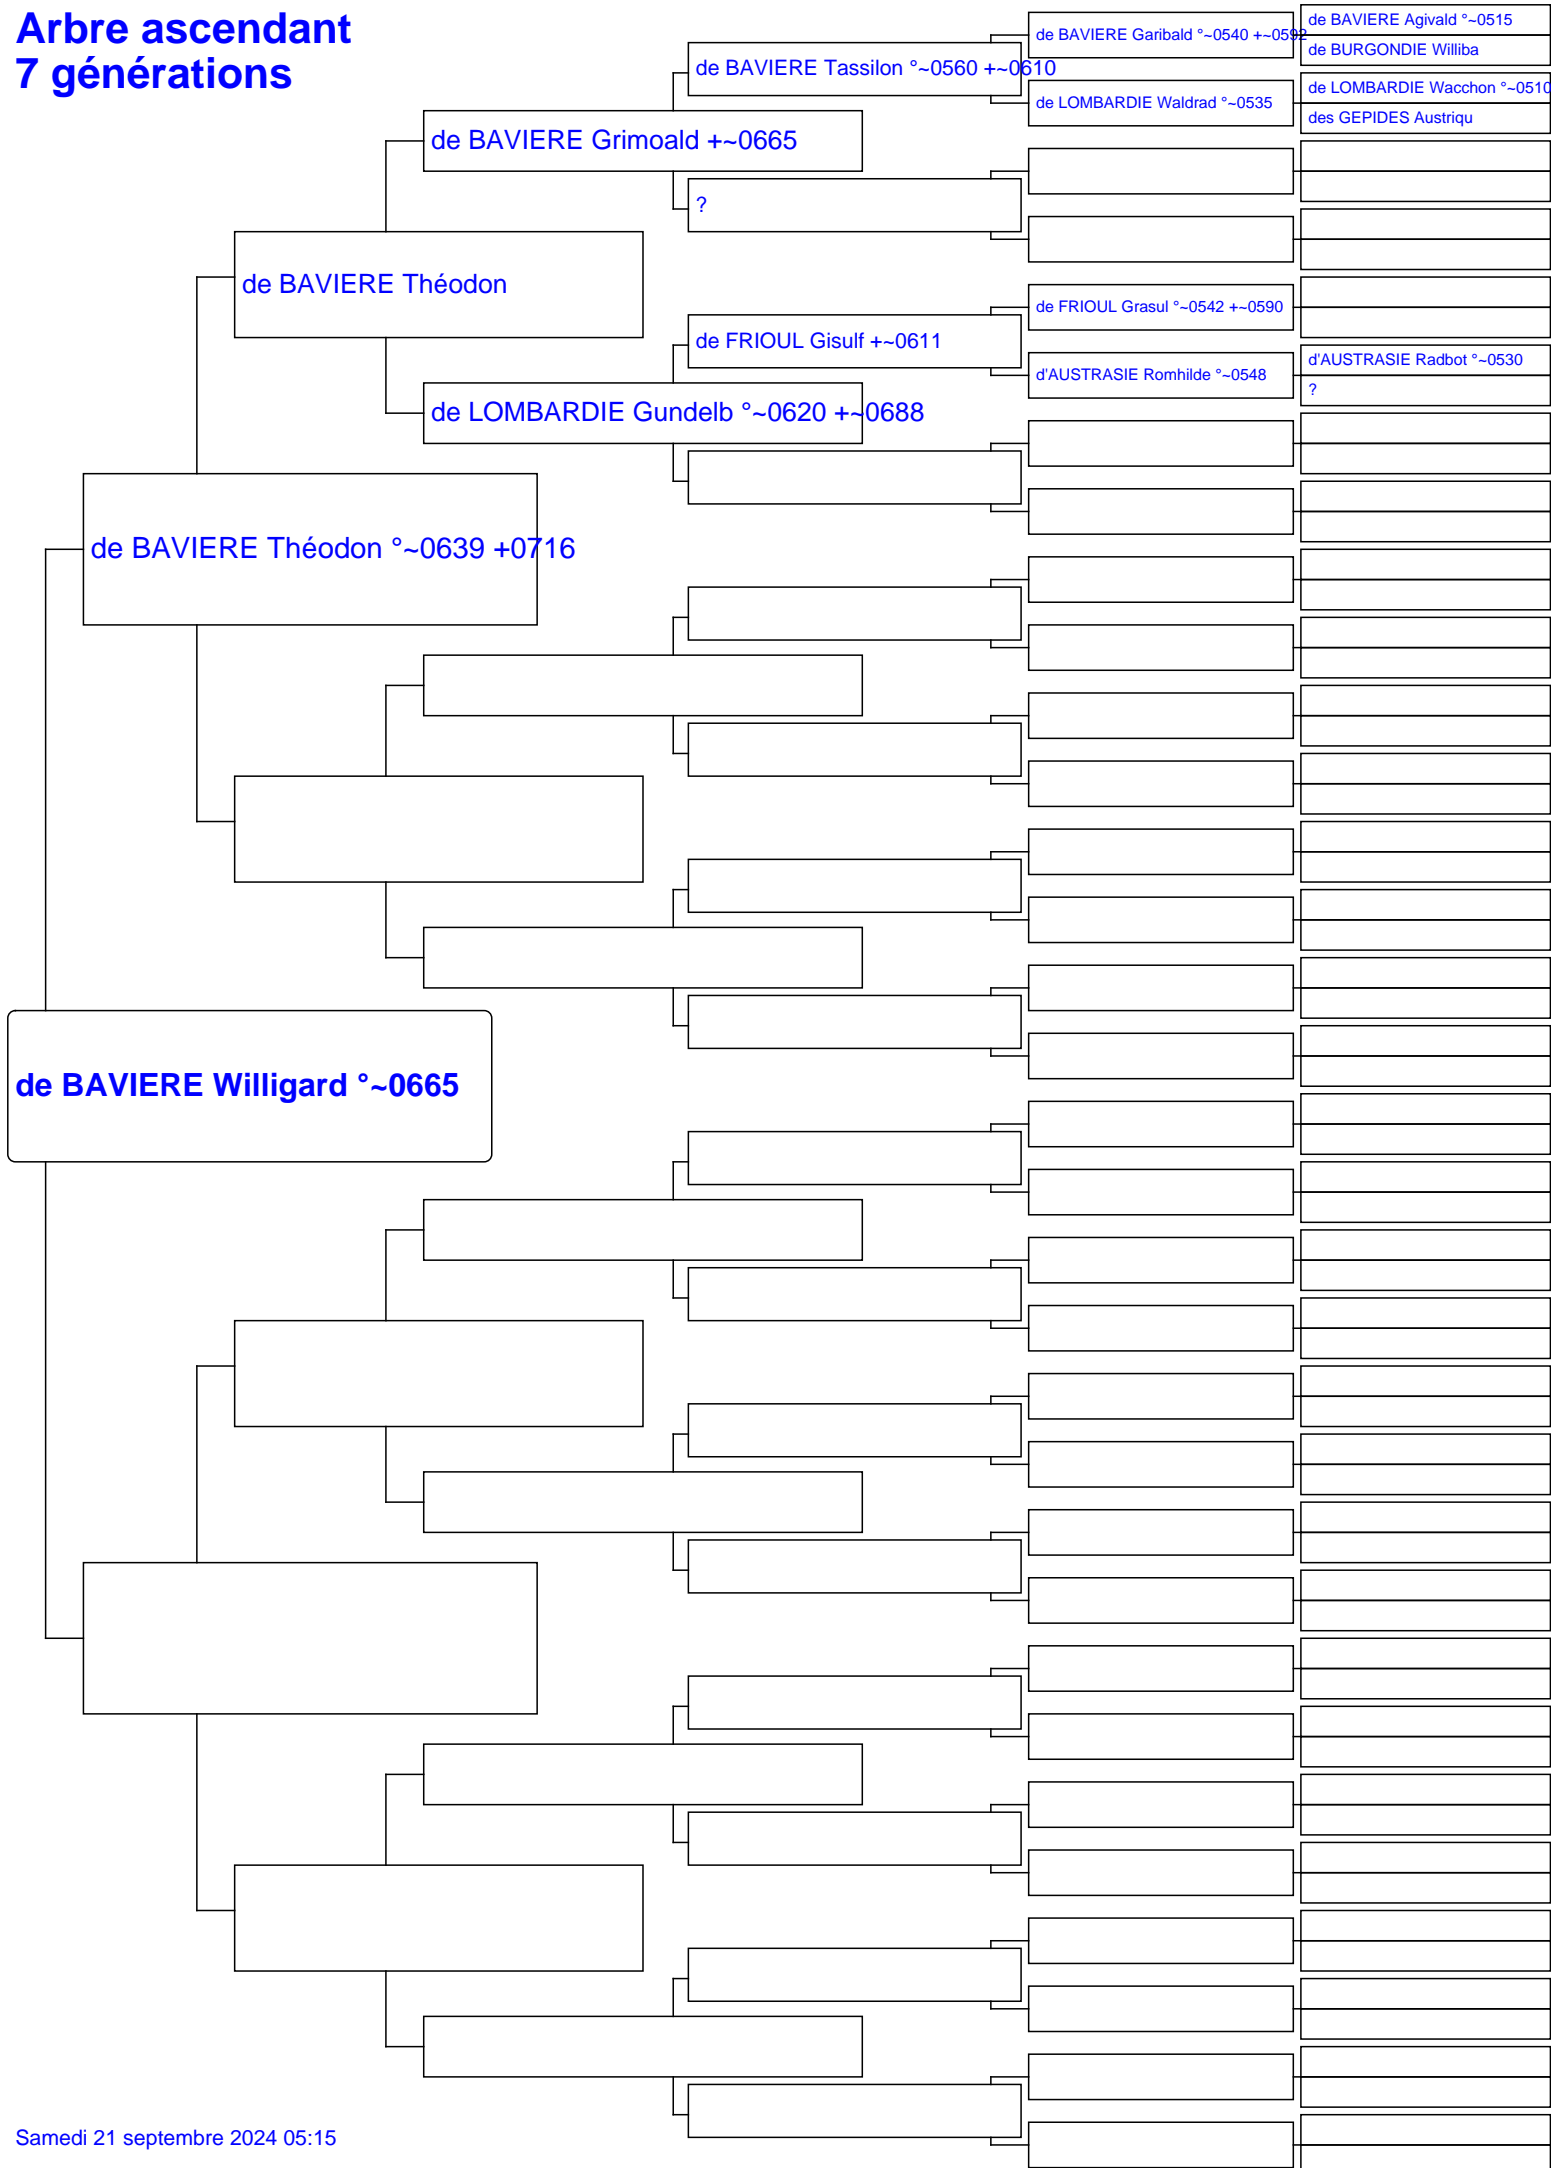 Arbre ascendant
7 générations
de BAVIERE Agivald °~0515
de BAVIERE Garibald °~0540 +~0592
de BURGONDIE Williba
de BAVIERE Tassilon °~0560 +~0610
de LOMBARDIE Wacchon °~0510
de LOMBARDIE Waldrad °~0535
des GEPIDES Austriqu
de BAVIERE Grimoald +~0665
?
de BAVIERE Théodon
de FRIOUL Grasul °~0542 +~0590
de FRIOUL Gisulf +~0611
d'AUSTRASIE Radbot °~0530
d'AUSTRASIE Romhilde °~0548
?
de LOMBARDIE Gundelb °~0620 +~0688
de BAVIERE Théodon °~0639 +0716
de BAVIERE Willigard °~0665
Samedi 21 septembre 2024 05:15